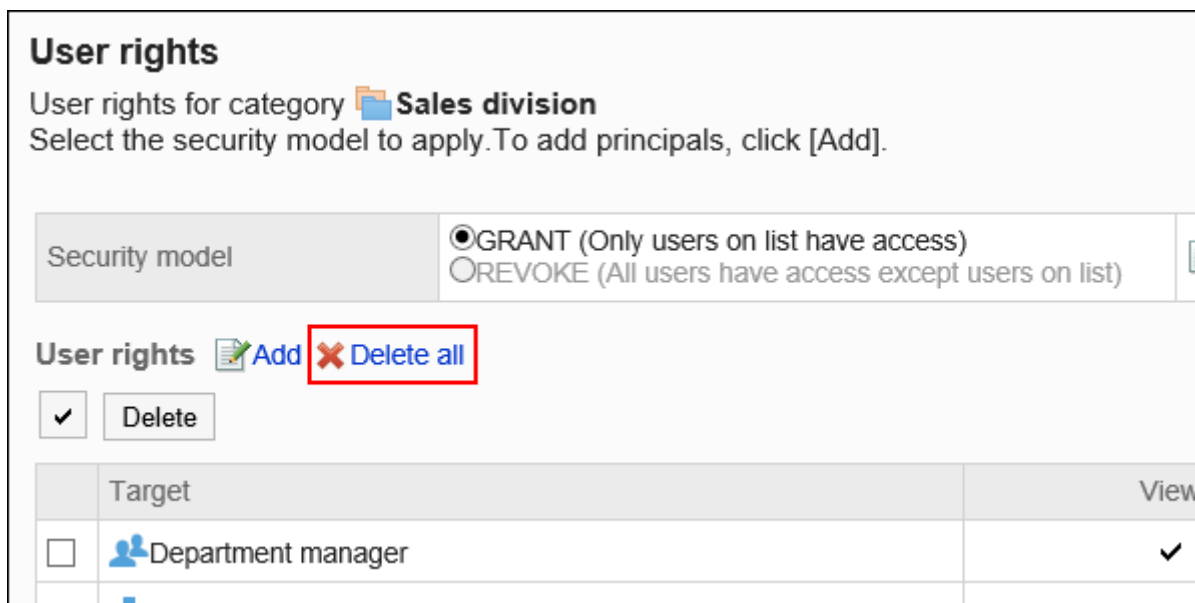 User rights
User rights for category Sales division
Select the security model to apply.To add principals, click [Add].
Security model
GRANT (Only users on list have access)
REVOKE (All users have access except users on list)
User rights Add Delete all
Delete
Target View
Department manager